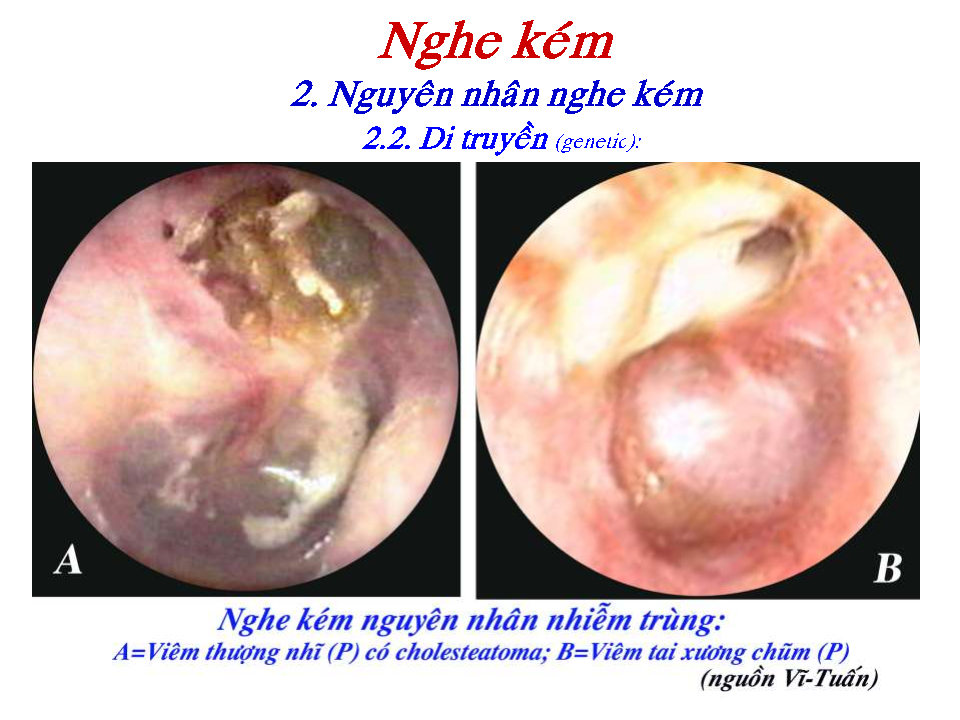 Nghe kém
2. Nguyên nhân nghe kém
2.2. Di truyền (genetic):
A
B
Nghe kém nguyên nhân nhiễm trùng:
A=Viêm thượng nhĩ (P) có cholesteatoma; B=Viêm tai xương chũm (P)
(nguồn Vĩ-Tuấn)